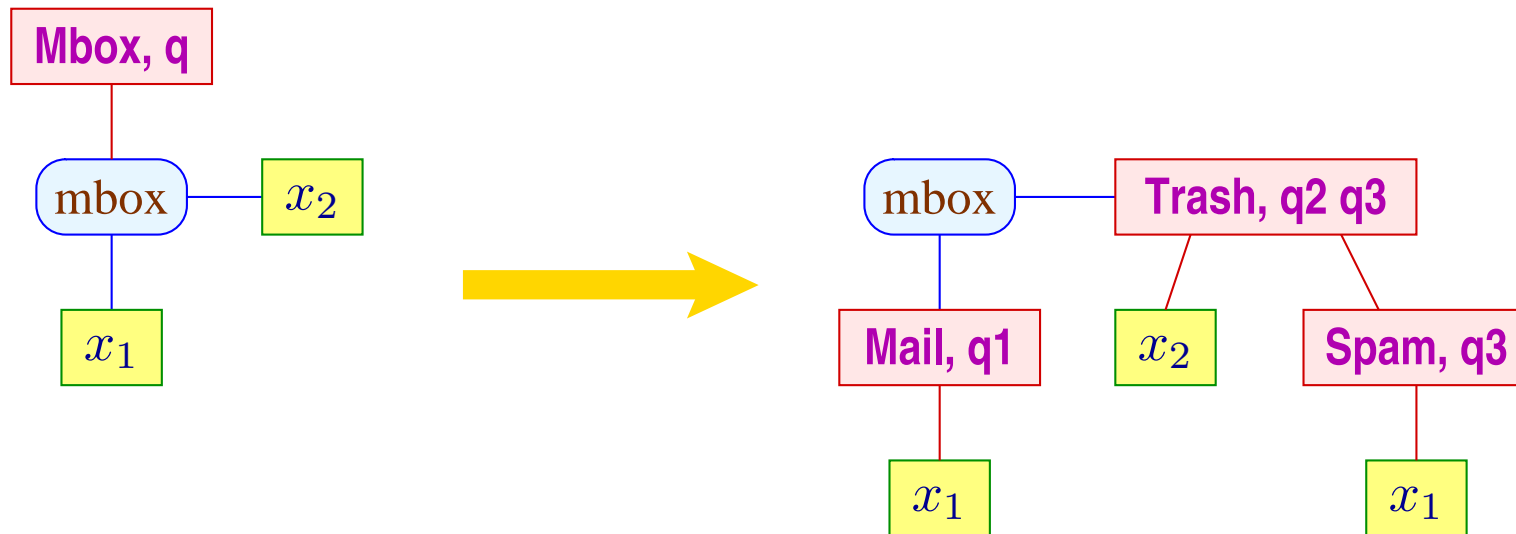 Mbox, q
mbox
x₂
x₁
mbox
Trash, q2 q3
Mail, q1
x₂
Spam, q3
x₁
x₁